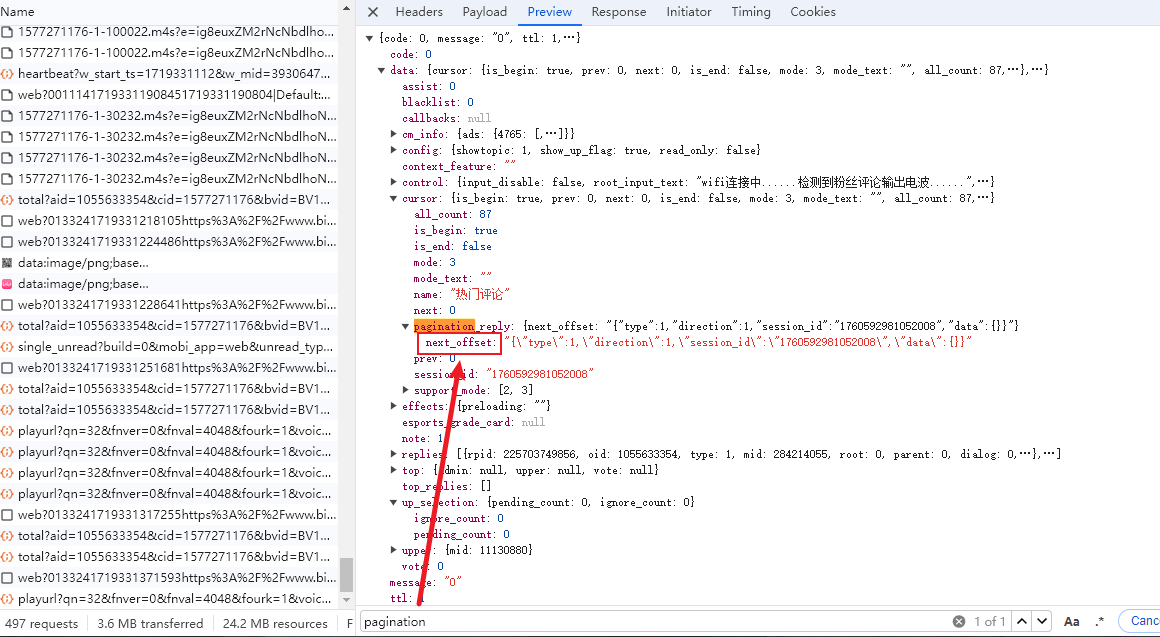 Name
1577271176-1-100022.m4s?e=ig8euxZM2rNcNbdlho...
1577271176-1-100022.m4s?e=ig8euxZM2rNcNbdlho...
heartbeat?w_start_ts=1719331112&w_mid=3930647...
web?00111417193311908451719331190804|Default:...
1577271176-1-30232.m4s?e=ig8euxZM2rNcNbdlhoN...
1577271176-1-30232.m4s?e=ig8euxZM2rNcNbdlhoN...
1577271176-1-30232.m4s?e=ig8euxZM2rNcNbdlhoN...
1577271176-1-30232.m4s?e=ig8euxZM2rNcNbdlhoN...
total?aid=1055633354&cid=1577271176&bvid=BV1...
web?0133241719331218105https%3A%2F%2Fwww.bi...
web?0133241719331224486https%3A%2F%2Fwww.bi...
data:image/png;base...
data:image/png;base...
web?0133241719331228641https%3A%2F%2Fwww.bi...
total?aid=1055633354&cid=1577271176&bvid=BV1...
single_unread?build=0&mobi_app=web&unread_typ...
web?0133241719331251681https%3A%2F%2Fwww.bi...
total?aid=1055633354&cid=1577271176&bvid=BV1...
total?aid=1055633354&cid=1577271176&bvid=BV1...
playurl?qn=32&fnver=0&fnval=4048&fourk=1&voic...
playurl?qn=32&fnver=0&fnval=4048&fourk=1&voic...
playurl?qn=32&fnver=0&fnval=4048&fourk=1&voic...
playurl?qn=32&fnver=0&fnval=4048&fourk=1&voic...
web?0133241719331317255https%3A%2F%2Fwww.bi...
total?aid=1055633354&cid=1577271176&bvid=BV1...
total?aid=1055633354&cid=1577271176&bvid=BV1...
web?0133241719331371593https%3A%2F%2Fwww.bi...
playurl?qn=32&fnver=0&fnval=4048&fourk=1&voic...
497 requests 3.6 MB transferred 24.2 MB resources F
Headers Payload Preview Response Initiator Timing Cookies
{code: 0, message: "0", ttl: 1,…}
code: 0
data: {cursor: {is_begin: true, prev: 0, next: 0, is_end: false, mode: 3, mode_text: "", all_count: 87,…},…}
assist: 0
blacklist: 0
callbacks: null
cm_info: {ads: {4765: [,…]}}
config: {showtopic: 1, show_up_flag: true, read_only: false}
context_feature: ""
control: {input_disable: false, root_input_text: "wifi连接中......检测到粉丝评论输出电波......",…}
cursor: {is_begin: true, prev: 0, next: 0, is_end: false, mode: 3, mode_text: "", all_count: 87,…}
all_count: 87
is_begin: true
is_end: false
mode: 3
mode_text: ""
name: "热门评论"
next: 0
pagination_reply: {next_offset: "{"type":1,"direction":1,"session_id":"1760592981052008","data":{}}"}
next_offset: "{\"type\":1,\"direction\":1,\"session_id\":\"1760592981052008\",\"data\":{}}"
prev: 0
session_id: "1760592981052008"
support_mode: [2, 3]
effects: {preloading: ""}
esports_grade_card: null
note: 1
replies: [{rpid: 225703749856, oid: 1055633354, type: 1, mid: 284214055, root: 0, parent: 0, dialog: 0,…},…]
top: {admin: null, upper: null, vote: null}
top_replies: []
up_selection: {pending_count: 0, ignore_count: 0}
ignore_count: 0
pending_count: 0
upper: {mid: 11130880}
vote: 0
message: "0"
ttl: 1
pagination 1 of 1 Aa .* Canc